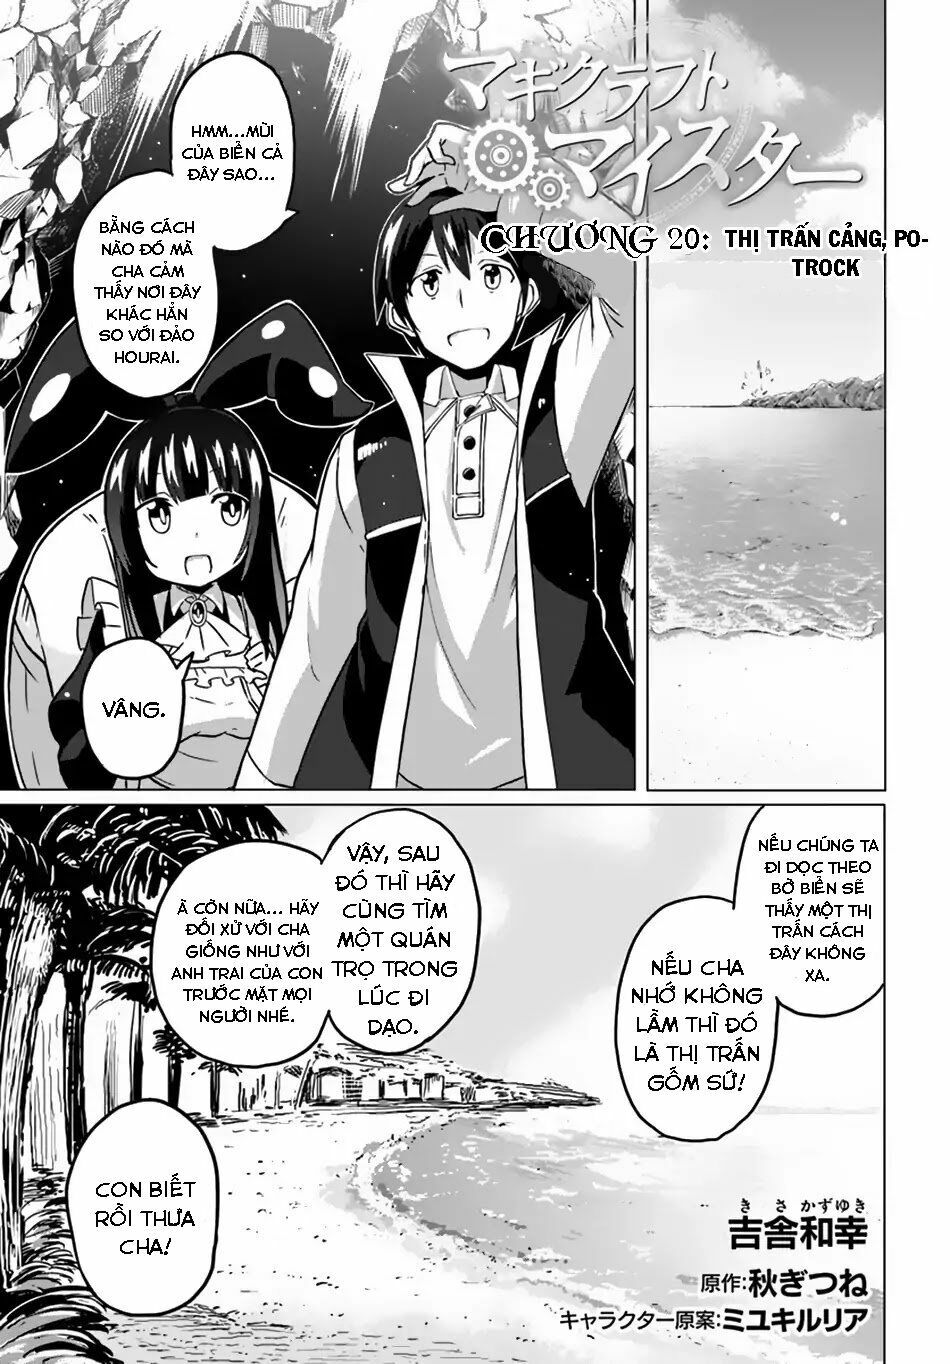 マギクラフト
マイスター
CHƯƠNG 20: THỊ TRẤN CẢNG, PO-
TROCK
HMM...MÙI
CỦA BIỂN CẢ
ĐÂY SAO...
BẰNG CÁCH
NÀO ĐÓ MÀ
CHA CẢM
THẤY NƠI ĐÂY
KHÁC HẲN
SO VỚI ĐẢO
HOURAI.
VÂNG.
NẾU CHÚNG TA
ĐI DỌC THEO
BỜ BIỂN SẼ
THẤY MỘT THỊ
TRẤN CÁCH
ĐÂY KHÔNG
XA.
NẾU CHA
NHỚ KHÔNG
LẦM THÌ ĐÓ
LÀ THỊ TRẤN
GỐM SỨ!
VẬY, SAU
ĐÓ THÌ HÃY
CÙNG TÌM
MỘT QUÁN
TRỌ TRONG
LÚC ĐI
DẠO.
À CÒN NỮA... HÃY
ĐỐI XỬ VỚI CHA
GIỐNG NHƯ VỚI
ANH TRAI CỦA CON
TRƯỚC MẶT MỌI
NGƯỜI NHÉ.
CON BIẾT
RỒI THƯA
CHA!
きさかずゆき
吉舎和幸
原作:秋ぎつね
キャラクター原案:ミユキルリア